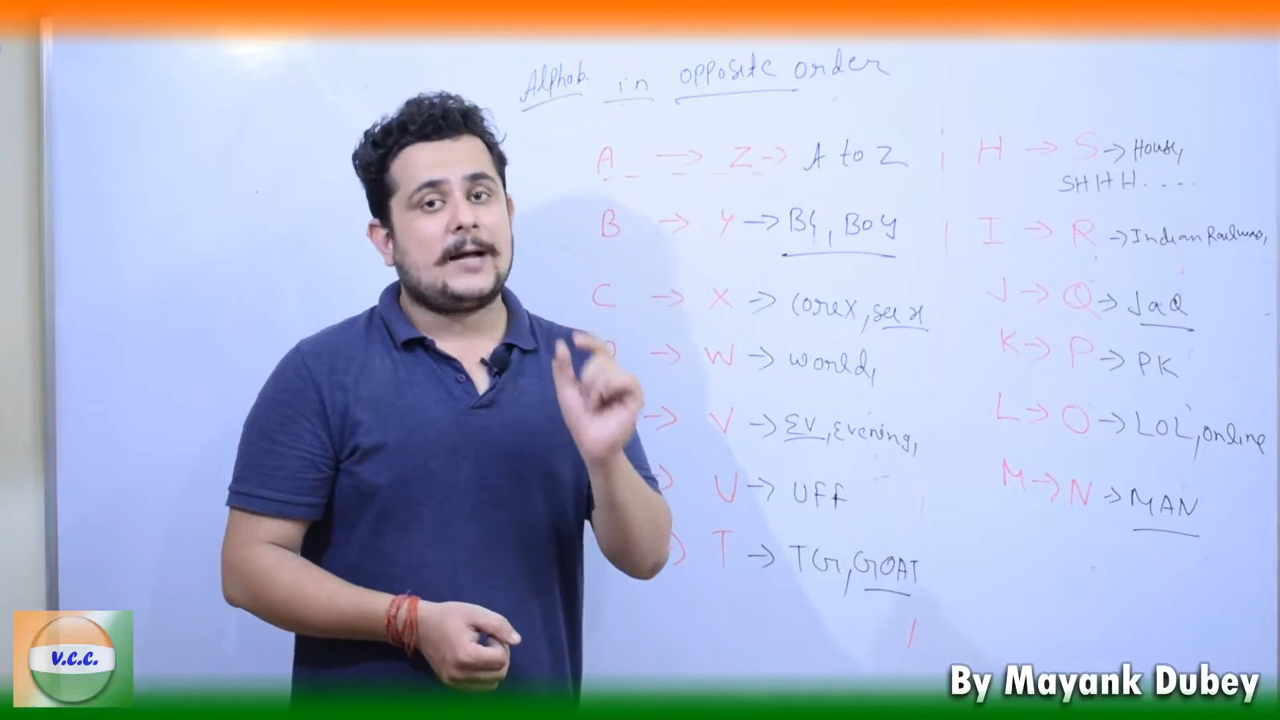 Alphab. in opposite order
A → Z → A to Z
B → Y → BY, BOY
C → X → corex, sex
→ W → world,
→ V → EV, Evening,
→ U → UFF
→ T → TG, GOAT
H → S → House,
SHHH....
I → R → Indian Railways,
J → Q → JaQ
K → P → PK
L → O → LOL, online
M → N → MAN
V.C.C.
By Mayank Dubey